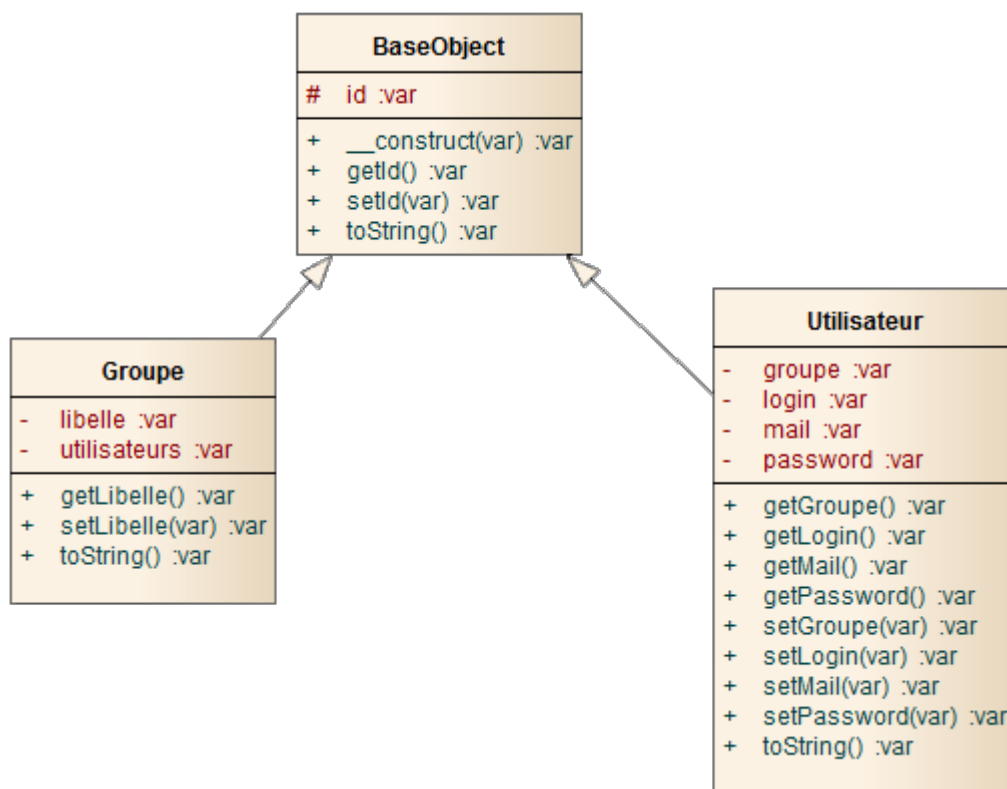 BaseObject
# id :var
+ __construct(var) :var
+ getId() :var
+ setId(var) :var
+ toString() :var
Groupe
- libelle :var
- utilisateurs :var
+ getLibelle() :var
+ setLibelle(var) :var
+ toString() :var
Utilisateur
- groupe :var
- login :var
- mail :var
- password :var
+ getGroupe() :var
+ getLogin() :var
+ getMail() :var
+ getPassword() :var
+ setGroupe(var) :var
+ setLogin(var) :var
+ setMail(var) :var
+ setPassword(var) :var
+ toString() :var